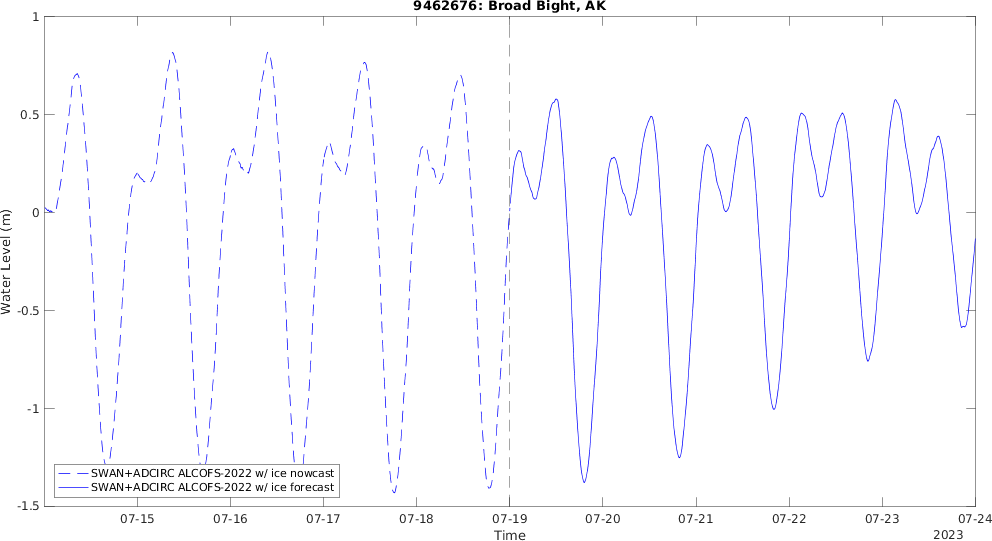 9462676: Broad Bight, AK
1
0.5
0
-0.5
-1
-1.5
Water Level (m)
SWAN+ADCIRC ALCOFS-2022 w/ ice nowcast
SWAN+ADCIRC ALCOFS-2022 w/ ice forecast
07-15 07-16 07-17 07-18 07-19 07-20 07-21 07-22 07-23 07-24
Time
2023